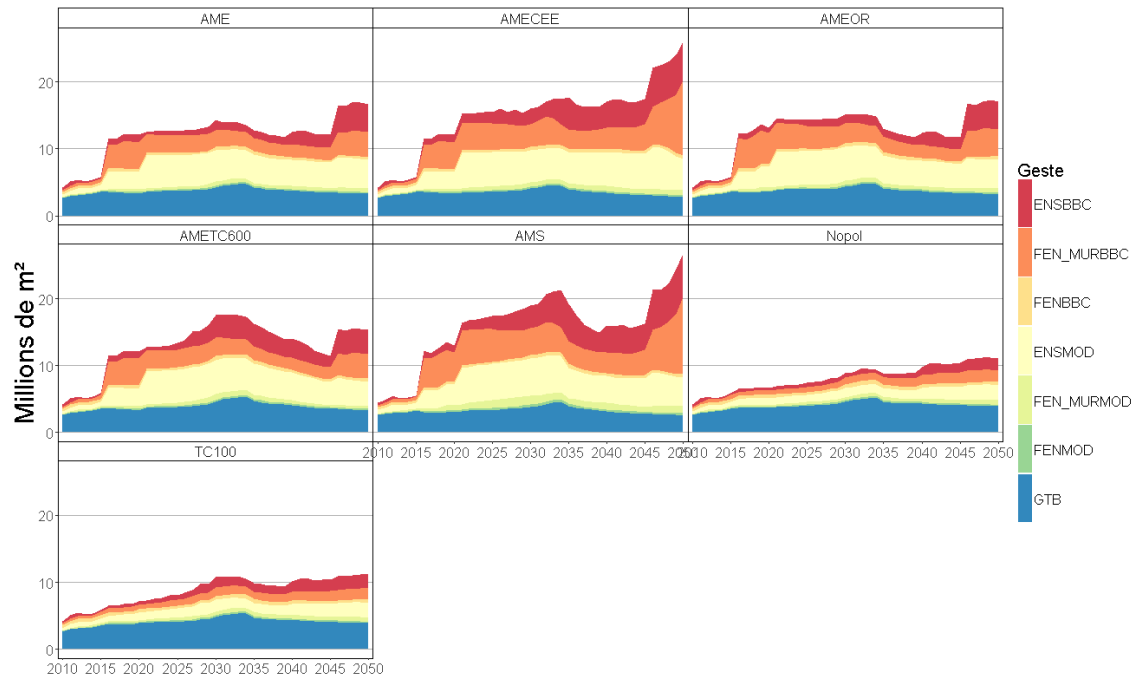 AME AMECEE AMEOR
20
10
0
AMETC600 AMS Nopol
20
10
0
TC100
2010 2015 2020 2025 2030 2035 2040 2045 2010 2015 2020 2025 2030 2035 2040 2045 2050
20
10
0
2010 2015 2020 2025 2030 2035 2040 2045 2050
Millions de m²
Geste
ENSBBC
FEN_MURBBC
FENBBC
ENSMOD
FEN_MURMOD
FENMOD
GTB